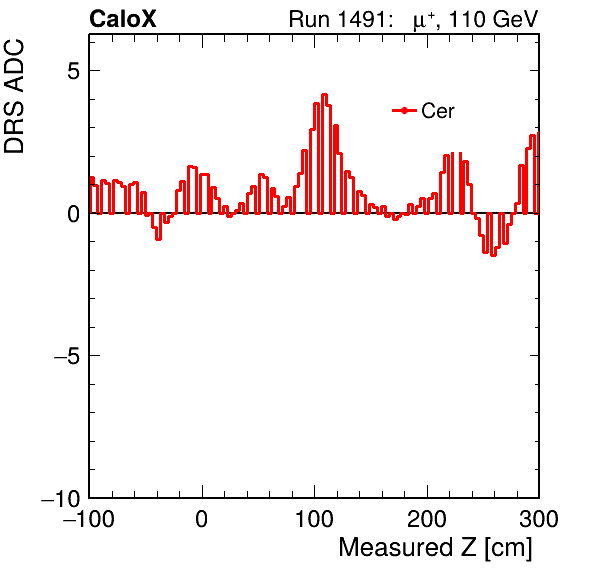 CaloX Run 1491: μ⁺, 110 GeV
DRS ADC
Cer
5
0
−5
−10
−100 0 100 200 300
Measured Z [cm]